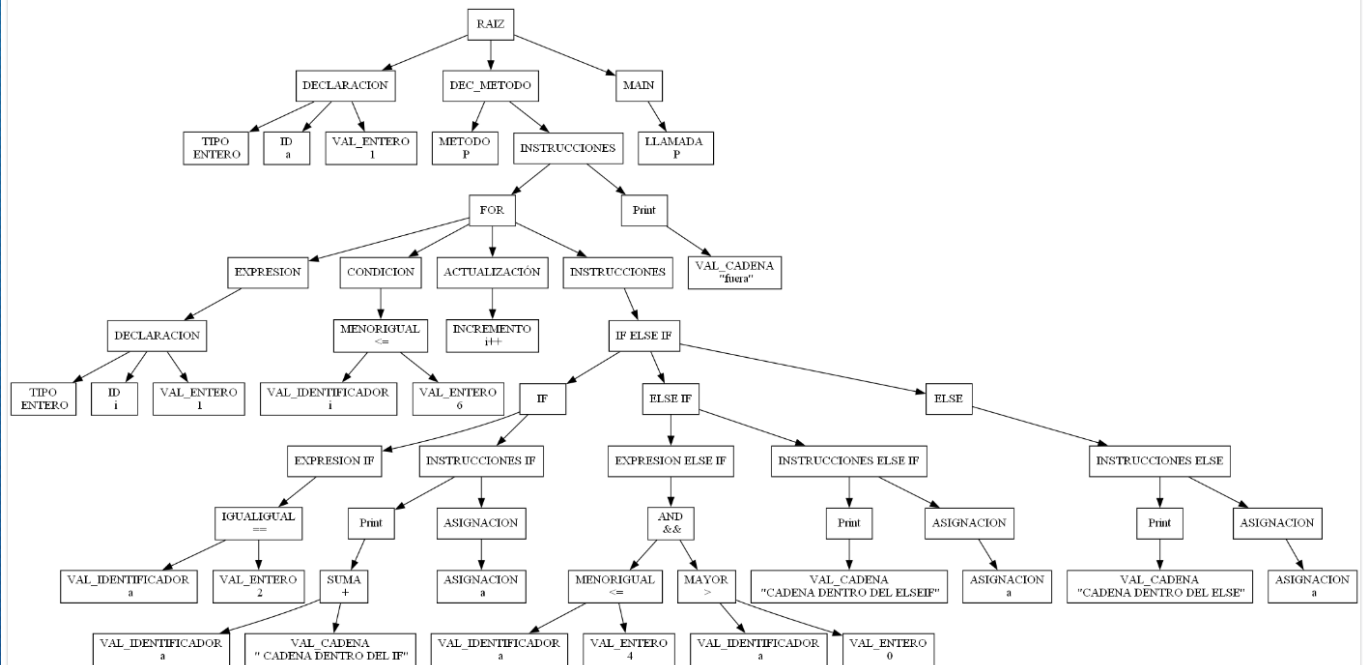 RAIZ
DECLARACION
DEC_METODO
MAIN
TIPO
ENTERO
ID
a
VAL_ENTERO
1
METODO
P
INSTRUCCIONES
LLAMADA
P
FOR
Print
EXPRESION
CONDICION
ACTUALIZACIÓN
INSTRUCCIONES
VAL_CADENA
"fuera"
DECLARACION
MENORIGUAL
<=
INCREMENTO
i++
IF ELSE IF
TIPO
ENTERO
ID
i
VAL_ENTERO
1
VAL_IDENTIFICADOR
i
VAL_ENTERO
6
IF
ELSE IF
ELSE
EXPRESION IF
INSTRUCCIONES IF
EXPRESION ELSE IF
INSTRUCCIONES ELSE IF
INSTRUCCIONES ELSE
IGUALIGUAL
==
Print
ASIGNACION
AND
&&
Print
ASIGNACION
Print
ASIGNACION
VAL_IDENTIFICADOR
a
VAL_ENTERO
2
SUMA
+
ASIGNACION
a
MENORIGUAL
<=
MAYOR
>
VAL_CADENA
"CADENA DENTRO DEL ELSEIF"
ASIGNACION
a
VAL_CADENA
"CADENA DENTRO DEL ELSE"
ASIGNACION
a
VAL_IDENTIFICADOR
a
VAL_CADENA
" CADENA DENTRO DEL IF"
VAL_IDENTIFICADOR
a
VAL_ENTERO
4
VAL_IDENTIFICADOR
a
VAL_ENTERO
0